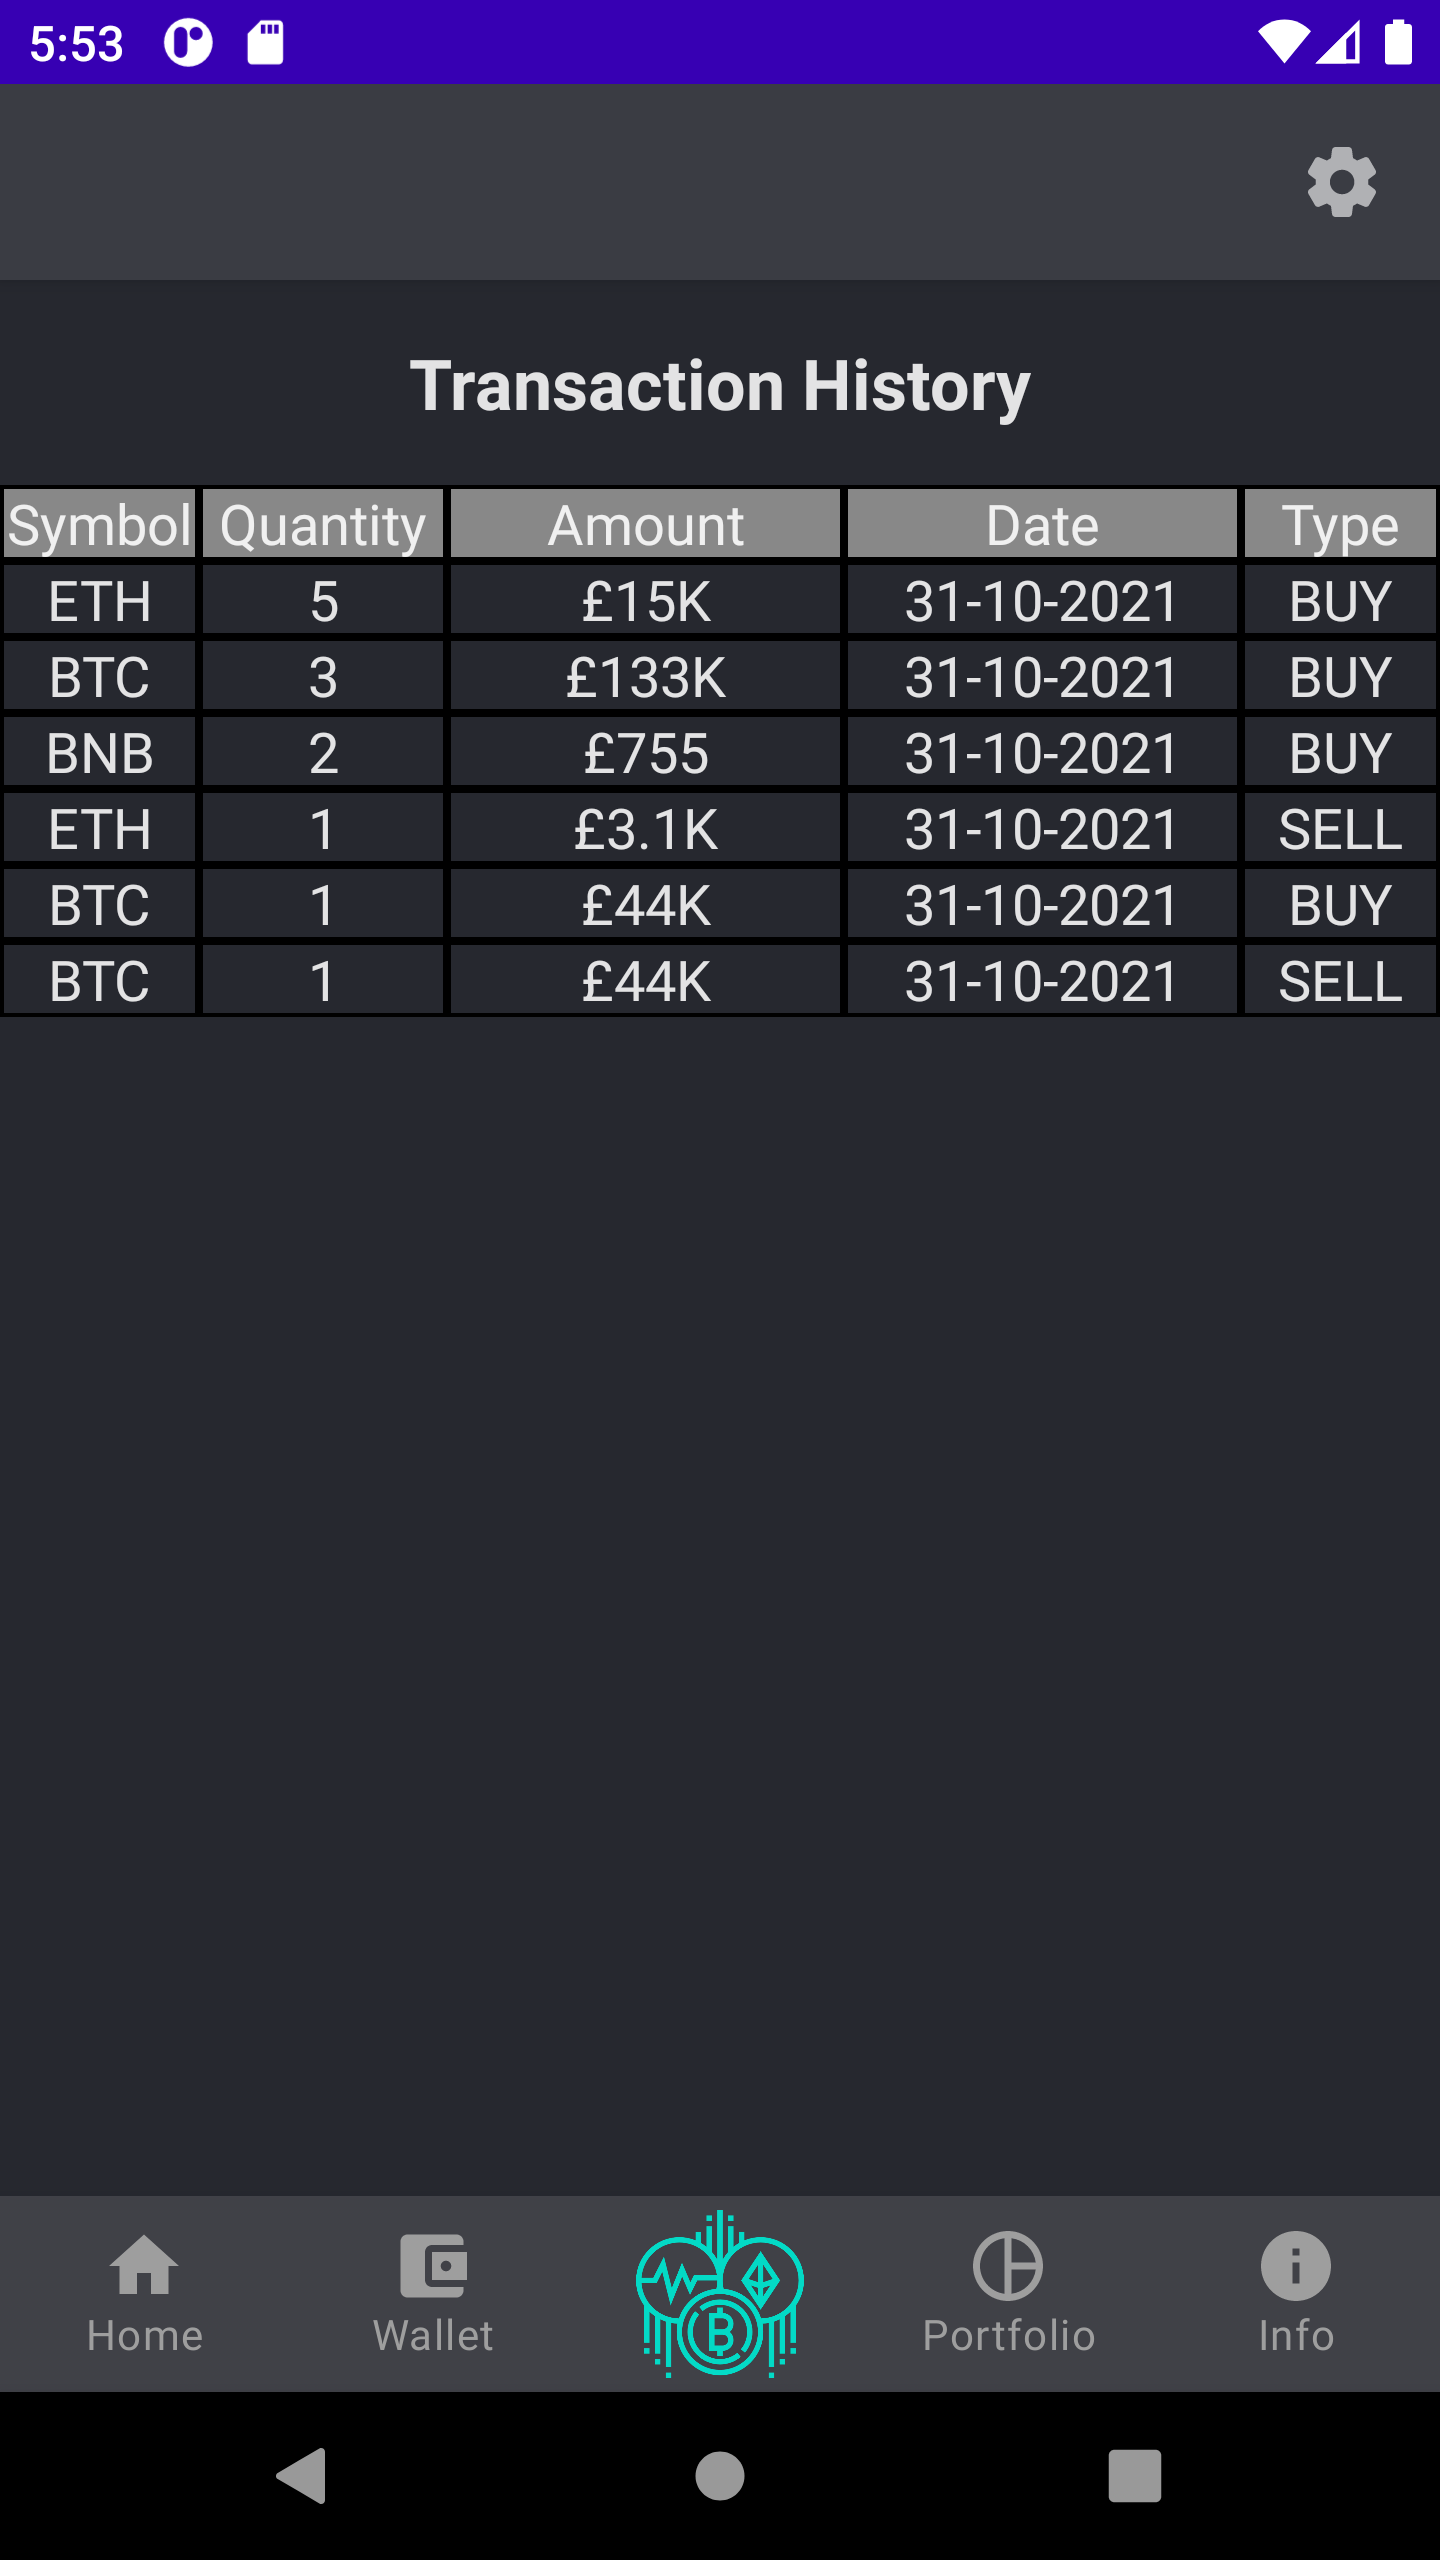 5:53
Transaction History
Symbol Quantity Amount Date Type
ETH 5 £15K 31-10-2021 BUY
BTC 3 £133K 31-10-2021 BUY
BNB 2 £755 31-10-2021 BUY
ETH 1 £3.1K 31-10-2021 SELL
BTC 1 £44K 31-10-2021 BUY
BTC 1 £44K 31-10-2021 SELL
Home Wallet Portfolio Info